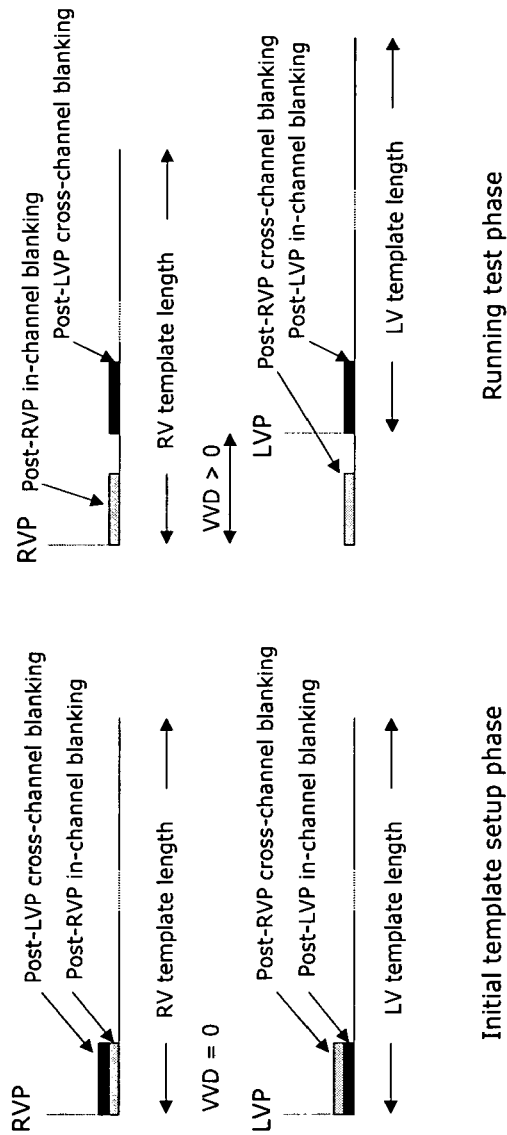 RVP
Post-LVP cross-channel blanking
Post-RVP in-channel blanking
RV template length
VVD = 0
LVP
Post-RVP cross-channel blanking
Post-LVP in-channel blanking
LV template length
Initial template setup phase
RVP
Post-RVP in-channel blanking
Post-LVP cross-channel blanking
RV template length
VVD > 0
LVP
Post-RVP cross-channel blanking
Post-LVP in-channel blanking
LV template length
Running test phase